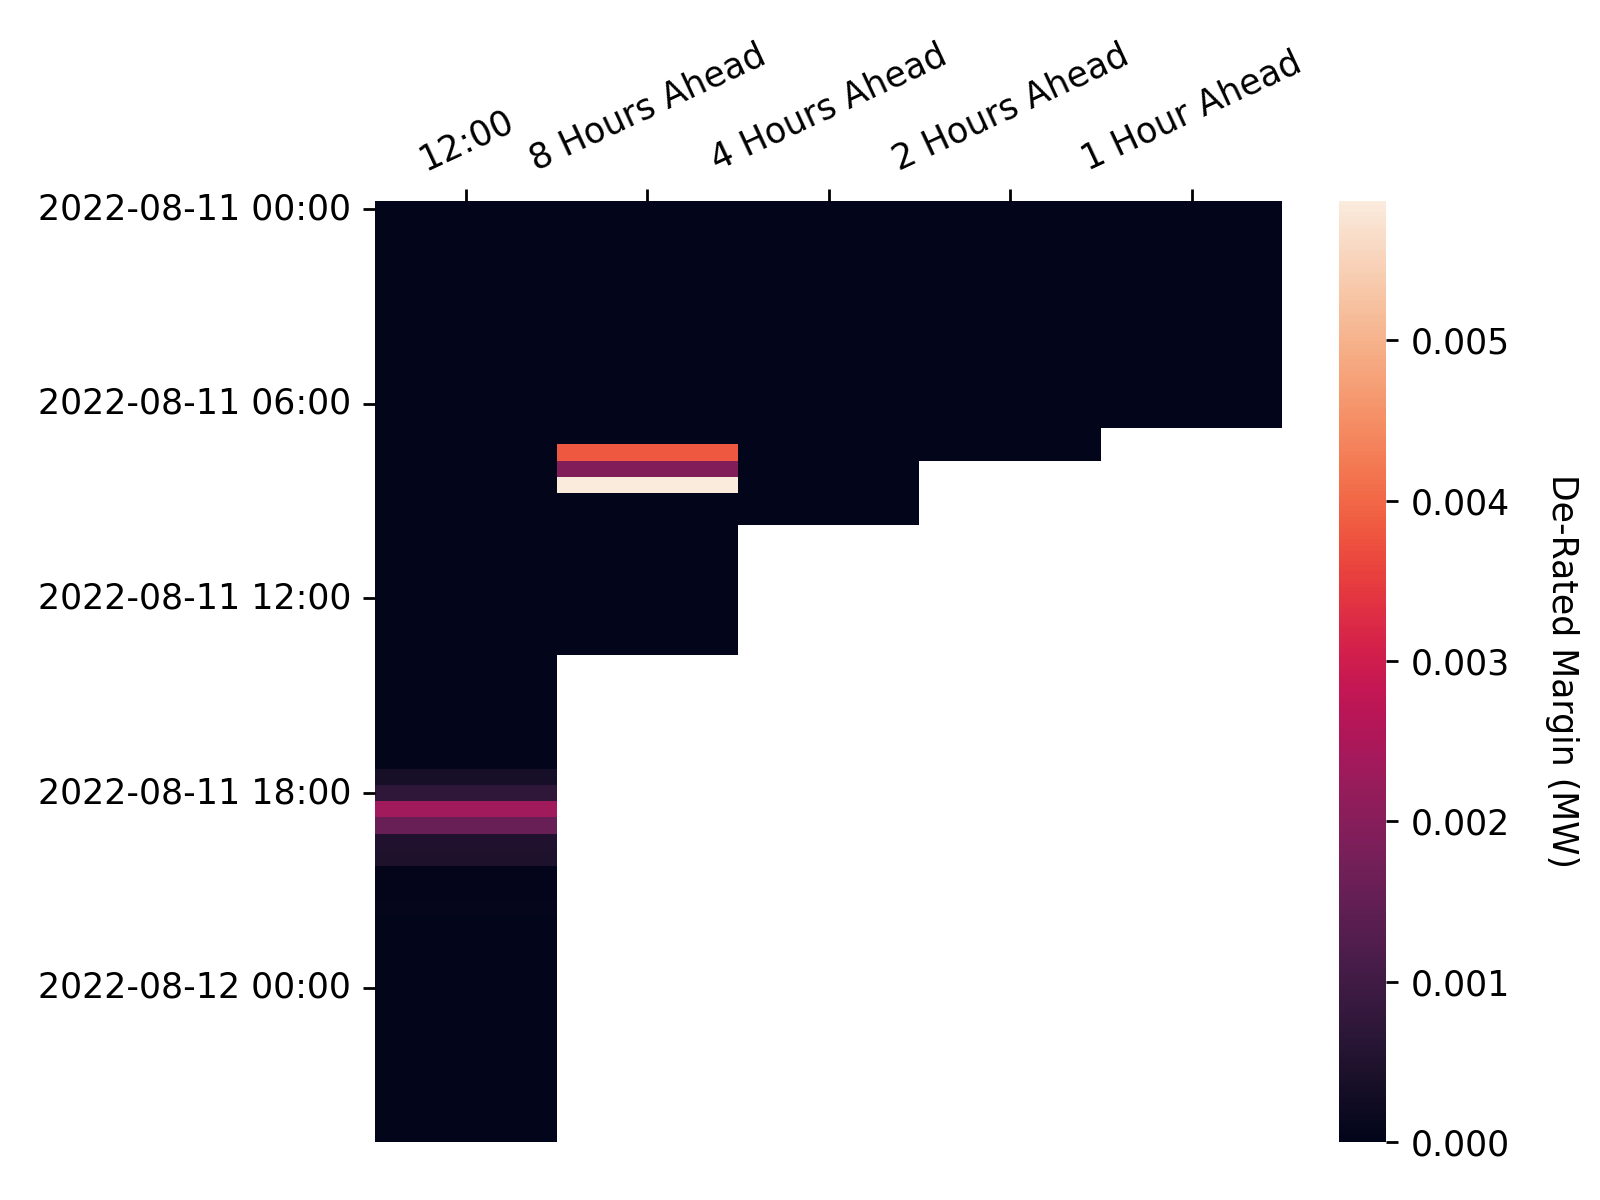 12:00
8 Hours Ahead
4 Hours Ahead
2 Hours Ahead
1 Hour Ahead
2022-08-11 00:00
2022-08-11 06:00
2022-08-11 12:00
2022-08-11 18:00
2022-08-12 00:00
0.005
0.004
0.003
0.002
0.001
0.000
De-Rated Margin (MW)